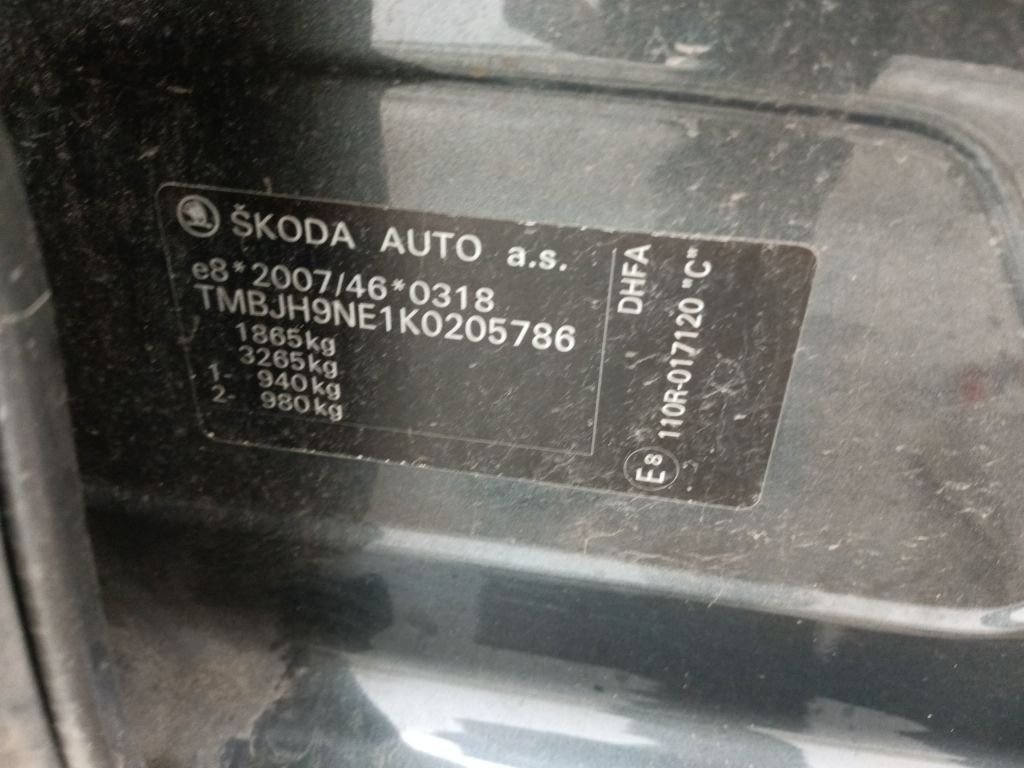 ŠKODA AUTO a.s.
e8*2007/46*0318
TMBJH9NE1K0205786
1865kg
3265kg
1- 940kg
2- 980kg
DHFA
E8 110R-017120 "C"